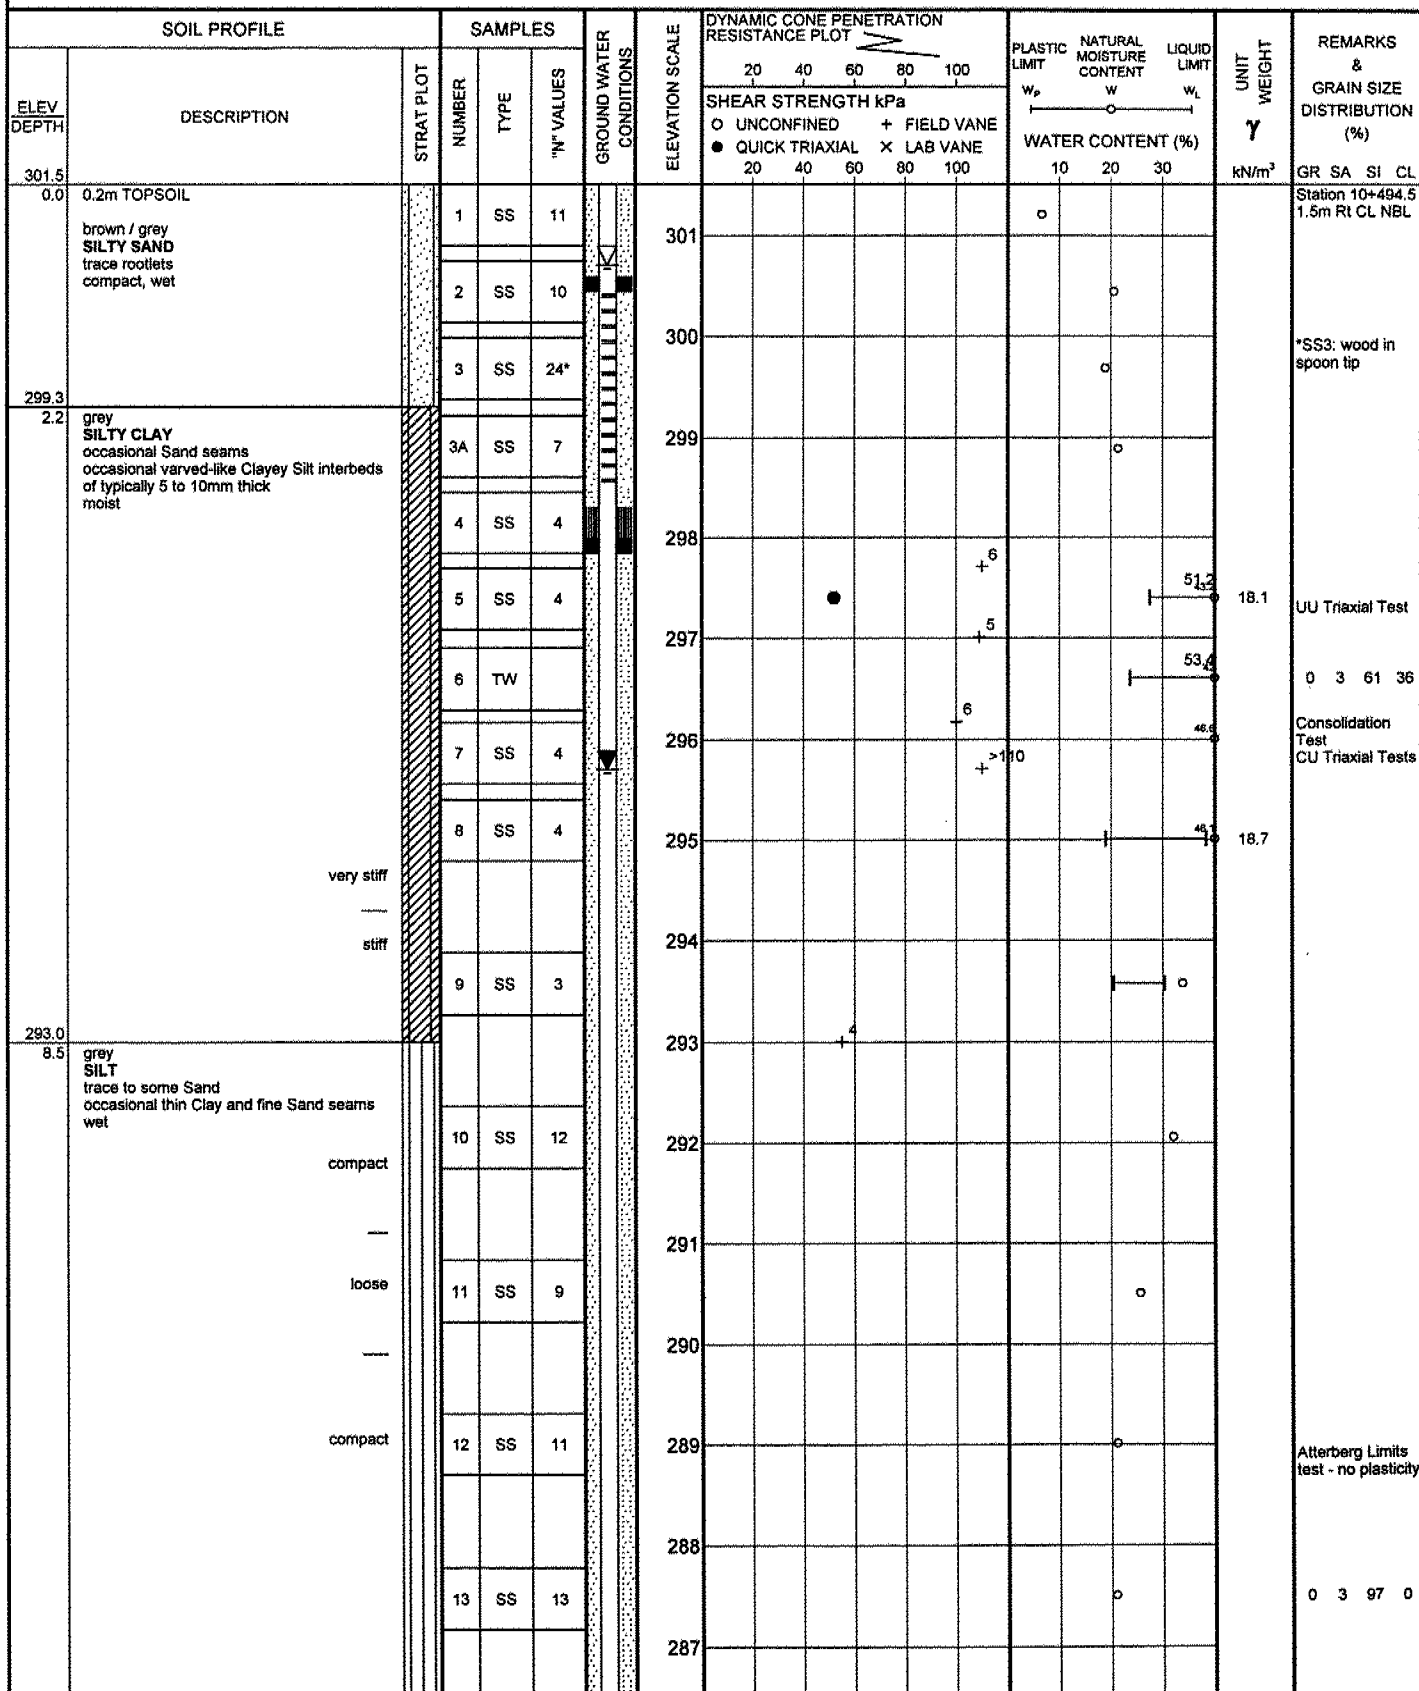 SOIL PROFILE
SAMPLES
GROUND WATER
CONDITIONS
ELEVATION SCALE
DYNAMIC CONE PENETRATION
RESISTANCE PLOT
20 40 60 80 100
SHEAR STRENGTH kPa
O UNCONFINED + FIELD VANE
● QUICK TRIAXIAL × LAB VANE
20 40 60 80 100
PLASTIC
LIMIT
NATURAL
MOISTURE
CONTENT
LIQUID
LIMIT
WP W WL
WATER CONTENT (%)
10 20 30
UNIT
WEIGHT
γ
kN/m³
REMARKS
&
GRAIN SIZE
DISTRIBUTION
(%)
GR SA SI CL
ELEV
DEPTH
DESCRIPTION
STRAT PLOT
NUMBER
TYPE
"N" VALUES
301.5
0.0 0.2m TOPSOIL
brown / grey
SILTY SAND
trace rootlets
compact, wet
1 SS 11
Station 10+494.5
1.5m Rt CL NBL
301
2 SS 10
300
3 SS 24*
*SS3: wood in
spoon tip
299.3
2.2 grey
SILTY CLAY
occasional Sand seams
occasional varved-like Clayey Silt interbeds
of typically 5 to 10mm thick
moist
3A SS 7
299
4 SS 4
298
6
5 SS 4
51.2
18.1
UU Triaxial Test
5
297
6 TW
53.4
0 3 61 36
6
7 SS 4
296
46.6
Consolidation
Test
CU Triaxial Tests
>110
8 SS 4
295
46.1
18.7
very stiff
stiff
294
9 SS 3
293.0
8.5 grey
SILT
trace to some Sand
occasional thin Clay and fine Sand seams
wet
4
293
10 SS 12
292
compact
291
loose
11 SS 9
290
compact
12 SS 11
289
Atterberg Limits
test - no plasticity
288
13 SS 13
0 3 97 0
287